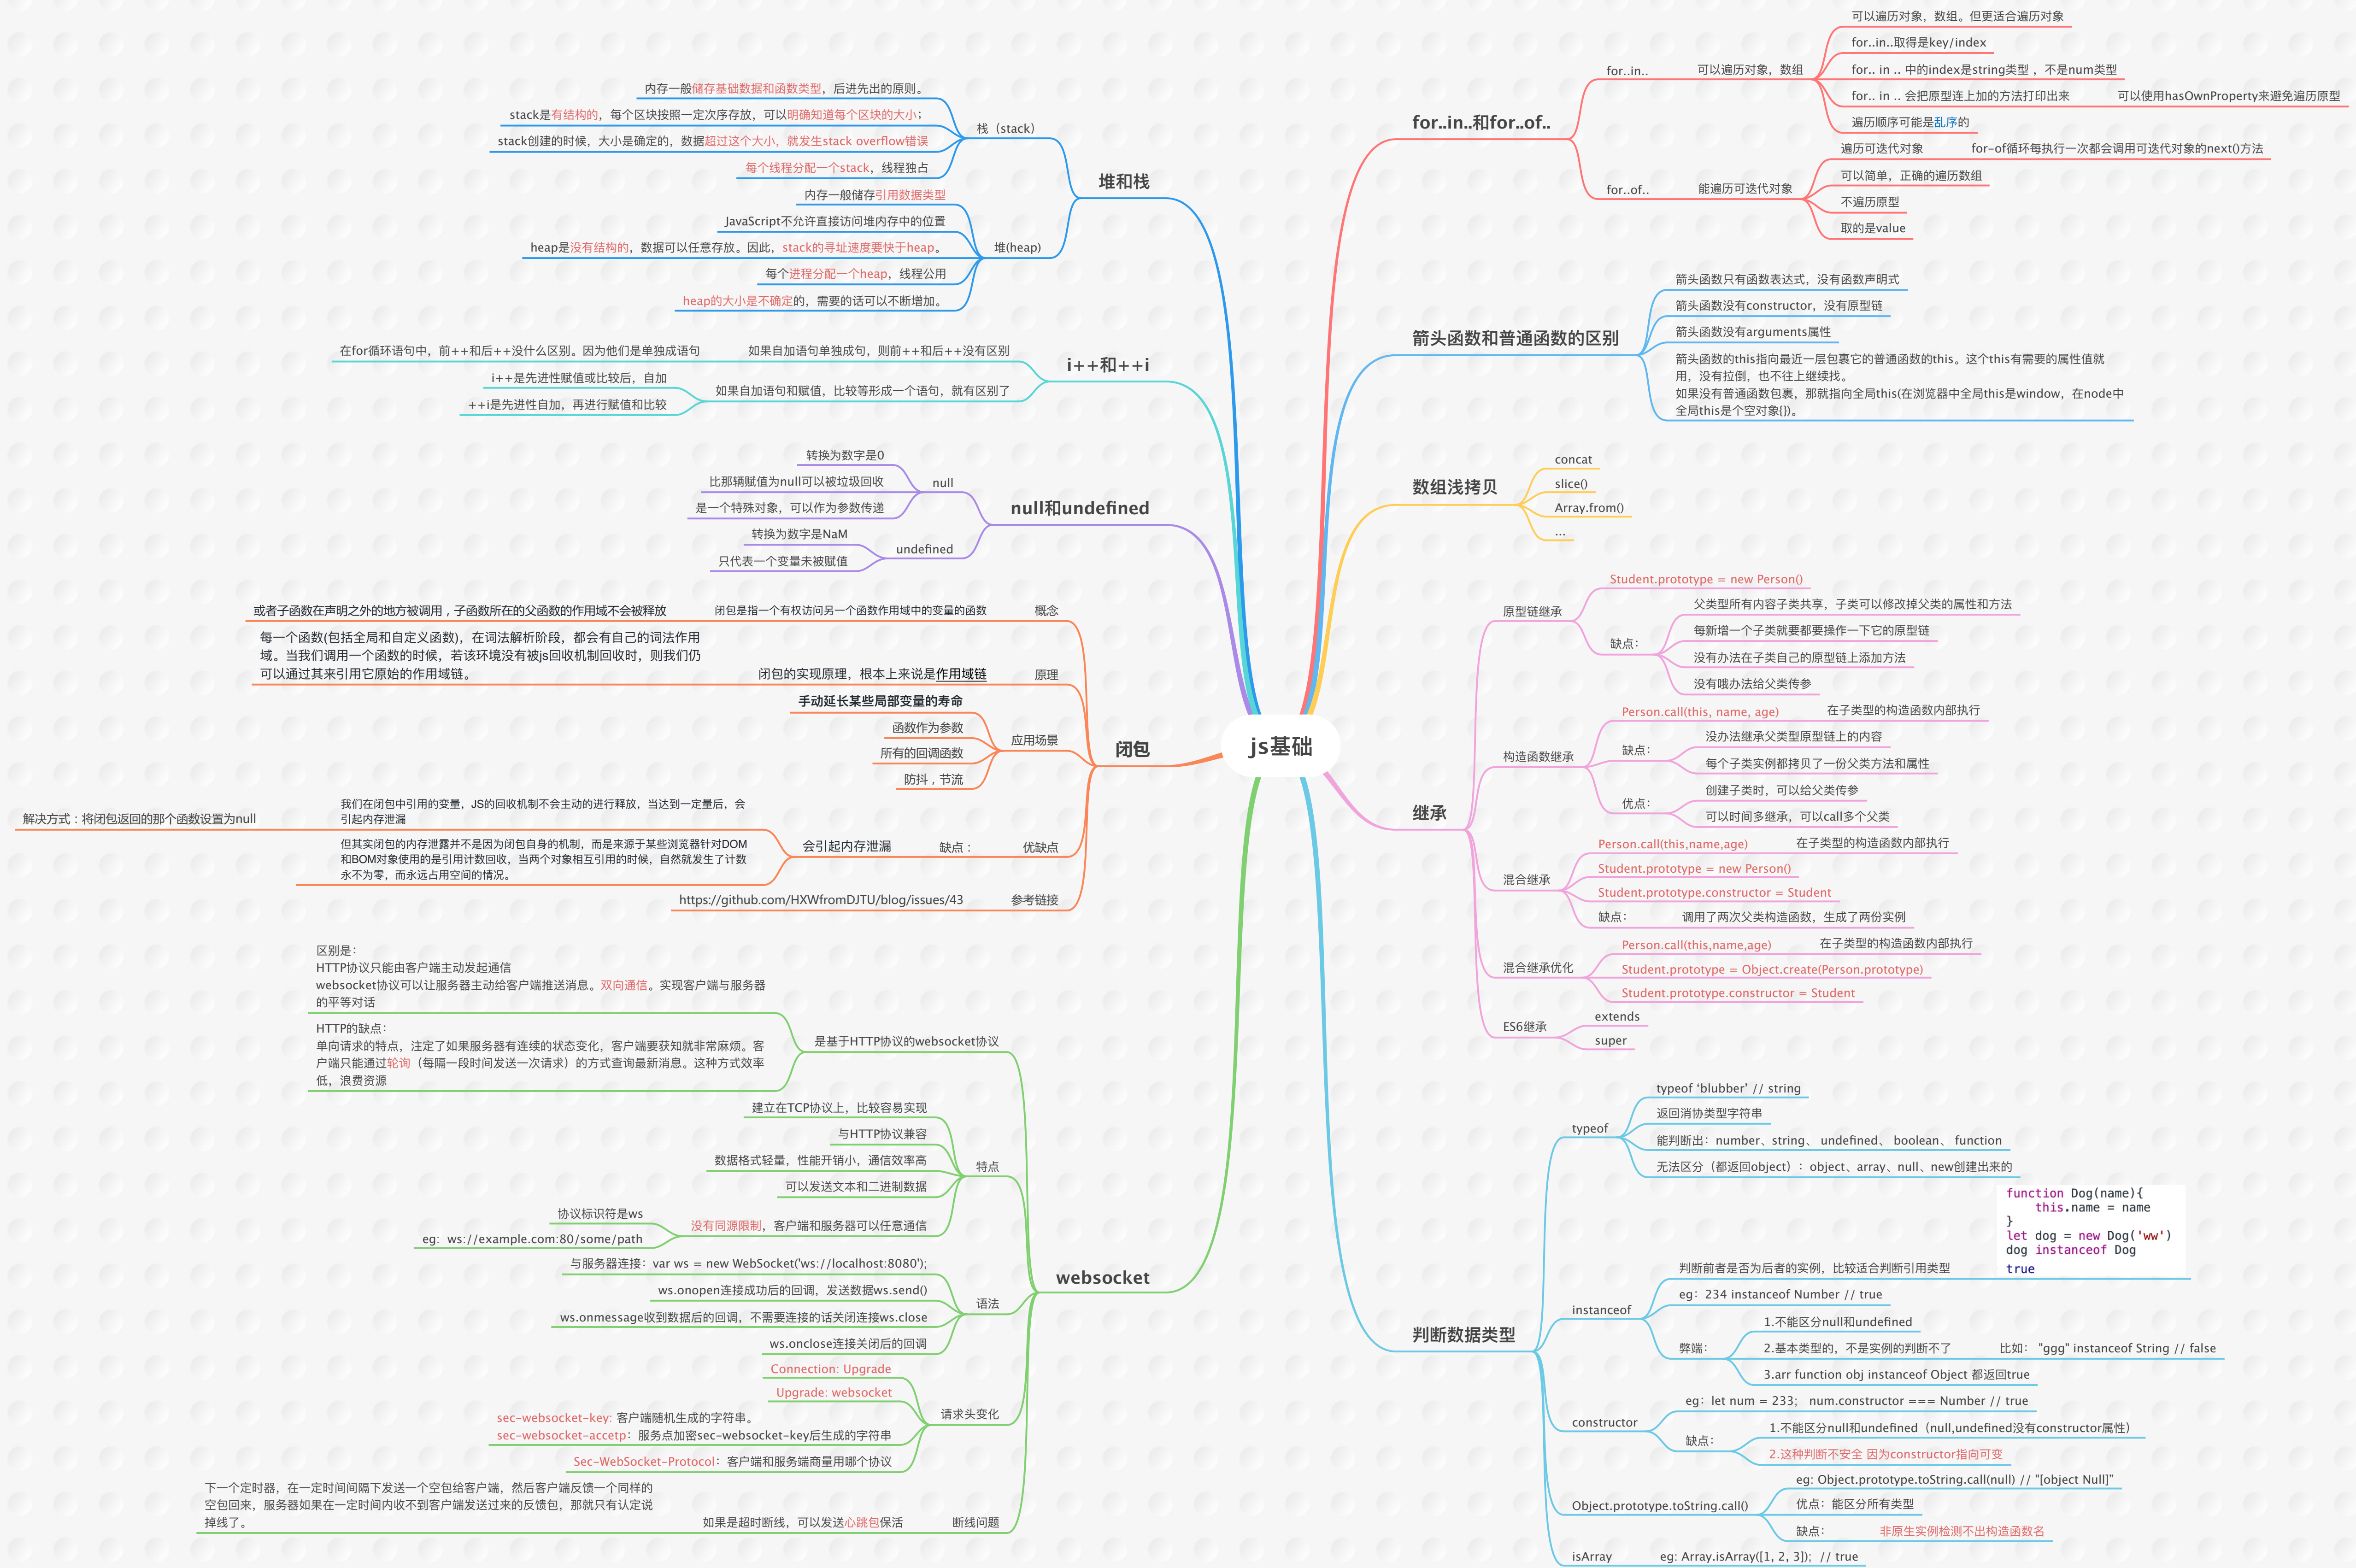 js基础
堆和栈
栈（stack）
内存一般储存基础数据和函数类型，后进先出的原则。
stack是有结构的，每个区块按照一定次序存放，可以明确知道每个区块的大小；
stack创建的时候，大小是确定的，数据超过这个大小，就发生stack overflow错误
每个线程分配一个stack，线程独占
堆(heap)
内存一般储存引用数据类型
JavaScript不允许直接访问堆内存中的位置
heap是没有结构的，数据可以任意存放。因此，stack的寻址速度要快于heap。
每个进程分配一个heap，线程公用
heap的大小是不确定的，需要的话可以不断增加。
i++和++i
如果自加语句单独成句，则前++和后++没有区别
在for循环语句中，前++和后++没什么区别。因为他们是单独成语句
如果自加语句和赋值，比较等形成一个语句，就有区别了
i++是先进性赋值或比较后，自加
++i是先进性自加，再进行赋值和比较
null和undefined
null
转换为数字是0
比那辆赋值为null可以被垃圾回收
是一个特殊对象，可以作为参数传递
undefined
转换为数字是NaM
只代表一个变量未被赋值
闭包
概念
闭包是指一个有权访问另一个函数作用域中的变量的函数
或者子函数在声明之外的地方被调用，子函数所在的父函数的作用域不会被释放
原理
闭包的实现原理，根本上来说是作用域链
每一个函数(包括全局和自定义函数)，在词法解析阶段，都会有自己的词法作用
域。当我们调用一个函数的时候，若该环境没有被js回收机制回收时，则我们仍
可以通过其来引用它原始的作用域链。
应用场景
手动延长某些局部变量的寿命
函数作为参数
所有的回调函数
防抖，节流
优缺点
缺点：
会引起内存泄漏
我们在闭包中引用的变量，JS的回收机制不会主动的进行释放，当达到一定量后，会
引起内存泄漏
解决方式：将闭包返回的那个函数设置为null
但其实闭包的内存泄露并不是因为闭包自身的机制，而是来源于某些浏览器针对DOM
和BOM对象使用的是引用计数回收，当两个对象相互引用的时候，自然就发生了计数
永不为零，而永远占用空间的情况。
参考链接
https://github.com/HXWfromDJTU/blog/issues/43
websocket
是基于HTTP协议的websocket协议
区别是：
HTTP协议只能由客户端主动发起通信
websocket协议可以让服务器主动给客户端推送消息。双向通信。实现客户端与服务器
的平等对话
HTTP的缺点：
单向请求的特点，注定了如果服务器有连续的状态变化，客户端要获知就非常麻烦。客
户端只能通过轮询（每隔一段时间发送一次请求）的方式查询最新消息。这种方式效率
低，浪费资源
特点
建立在TCP协议上，比较容易实现
与HTTP协议兼容
数据格式轻量，性能开销小，通信效率高
可以发送文本和二进制数据
没有同源限制，客户端和服务器可以任意通信
协议标识符是ws
eg: ws://example.com:80/some/path
语法
与服务器连接：var ws = new WebSocket('ws://localhost:8080');
ws.onopen连接成功后的回调，发送数据ws.send()
ws.onmessage收到数据后的回调，不需要连接的话关闭连接ws.close
ws.onclose连接关闭后的回调
请求头变化
Connection: Upgrade
Upgrade: websocket
sec-websocket-key: 客户端随机生成的字符串。
sec-websocket-accetp：服务点加密sec-websocket-key后生成的字符串
Sec-WebSocket-Protocol：客户端和服务端商量用哪个协议
断线问题
如果是超时断线，可以发送心跳包保活
下一个定时器，在一定时间间隔下发送一个空包给客户端，然后客户端反馈一个同样的
空包回来，服务器如果在一定时间内收不到客户端发送过来的反馈包，那就只有认定说
掉线了。
for..in..和for..of..
for..in..
可以遍历对象，数组
可以遍历对象，数组。但更适合遍历对象
for..in..取得是key/index
for.. in .. 中的index是string类型 ，不是num类型
for.. in .. 会把原型连上加的方法打印出来
可以使用hasOwnProperty来避免遍历原型
遍历顺序可能是乱序的
for..of..
能遍历可迭代对象
遍历可迭代对象
for-of循环每执行一次都会调用可迭代对象的next()方法
可以简单，正确的遍历数组
不遍历原型
取的是value
箭头函数和普通函数的区别
箭头函数只有函数表达式，没有函数声明式
箭头函数没有constructor，没有原型链
箭头函数没有arguments属性
箭头函数的this指向最近一层包裹它的普通函数的this。这个this有需要的属性值就
用，没有拉倒，也不往上继续找。
如果没有普通函数包裹，那就指向全局this(在浏览器中全局this是window，在node中
全局this是个空对象{})。
数组浅拷贝
concat
slice()
Array.from()
...
继承
原型链继承
Student.prototype = new Person()
缺点：
父类型所有内容子类共享，子类可以修改掉父类的属性和方法
每新增一个子类就要都要操作一下它的原型链
没有办法在子类自己的原型链上添加方法
没有哦办法给父类传参
构造函数继承
Person.call(this, name, age)
在子类型的构造函数内部执行
缺点：
没办法继承父类型原型链上的内容
每个子类实例都拷贝了一份父类方法和属性
优点：
创建子类时，可以给父类传参
可以时间多继承，可以call多个父类
混合继承
Person.call(this,name,age)
在子类型的构造函数内部执行
Student.prototype = new Person()
Student.prototype.constructor = Student
缺点：
调用了两次父类构造函数，生成了两份实例
混合继承优化
Person.call(this,name,age)
在子类型的构造函数内部执行
Student.prototype = Object.create(Person.prototype)
Student.prototype.constructor = Student
ES6继承
extends
super
判断数据类型
typeof
typeof ‘blubber’ // string
返回消协类型字符串
能判断出：number、string、 undefined、 boolean、 function
无法区分（都返回object）：object、array、null、new创建出来的
instanceof
判断前者是否为后者的实例，比较适合判断引用类型
function Dog(name){
this.name = name
}
let dog = new Dog('ww')
dog instanceof Dog
true
eg：234 instanceof Number // true
弊端：
1.不能区分null和undefined
2.基本类型的，不是实例的判断不了
比如： "ggg" instanceof String // false
3.arr function obj instanceof Object 都返回true
constructor
eg：let num = 233; num.constructor === Number // true
缺点：
1.不能区分null和undefined（null,undefined没有constructor属性）
2.这种判断不安全 因为constructor指向可变
Object.prototype.toString.call()
eg: Object.prototype.toString.call(null) // "[object Null]"
优点：能区分所有类型
缺点：
非原生实例检测不出构造函数名
isArray
eg: Array.isArray([1, 2, 3]); // true